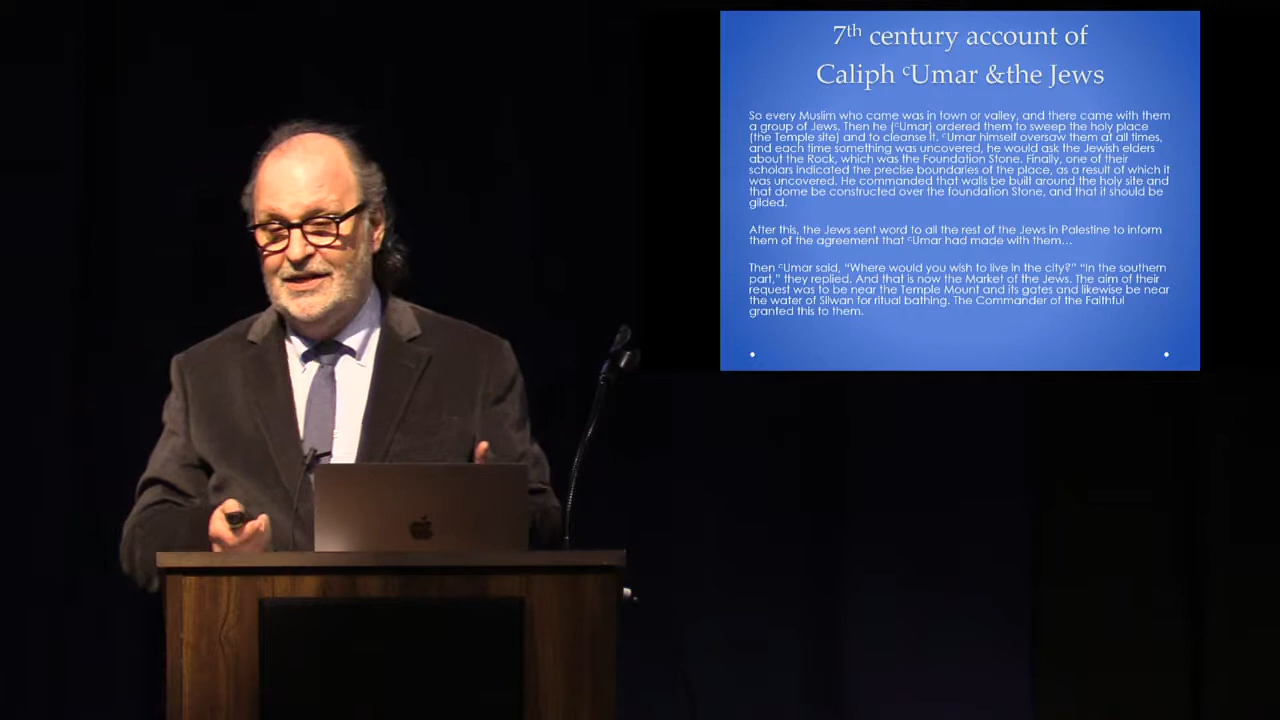 7th century account of
Caliph ᶜUmar &the Jews
So every Muslim who came was in town or valley, and there came with them
a group of Jews. Then he (ᶜUmar) ordered them to sweep the holy place
(the Temple site) and to cleanse it. ᶜUmar himself oversaw them at all times,
and each time something was uncovered, he would ask the Jewish elders
about the Rock, which was the Foundation Stone. Finally, one of their
scholars indicated the precise boundaries of the place, as a result of which it
was uncovered. He commanded that walls be built around the holy site and
that dome be constructed over the foundation Stone, and that it should be
gilded.
After this, the Jews sent word to all the rest of the Jews in Palestine to inform
them of the agreement that ᶜUmar had made with them…
Then ᶜUmar said, “Where would you wish to live in the city?” “In the southern
part,” they replied. And that is now the Market of the Jews. The aim of their
request was to be near the Temple Mount and its gates and likewise be near
the water of Silwan for ritual bathing. The Commander of the Faithful
granted this to them.